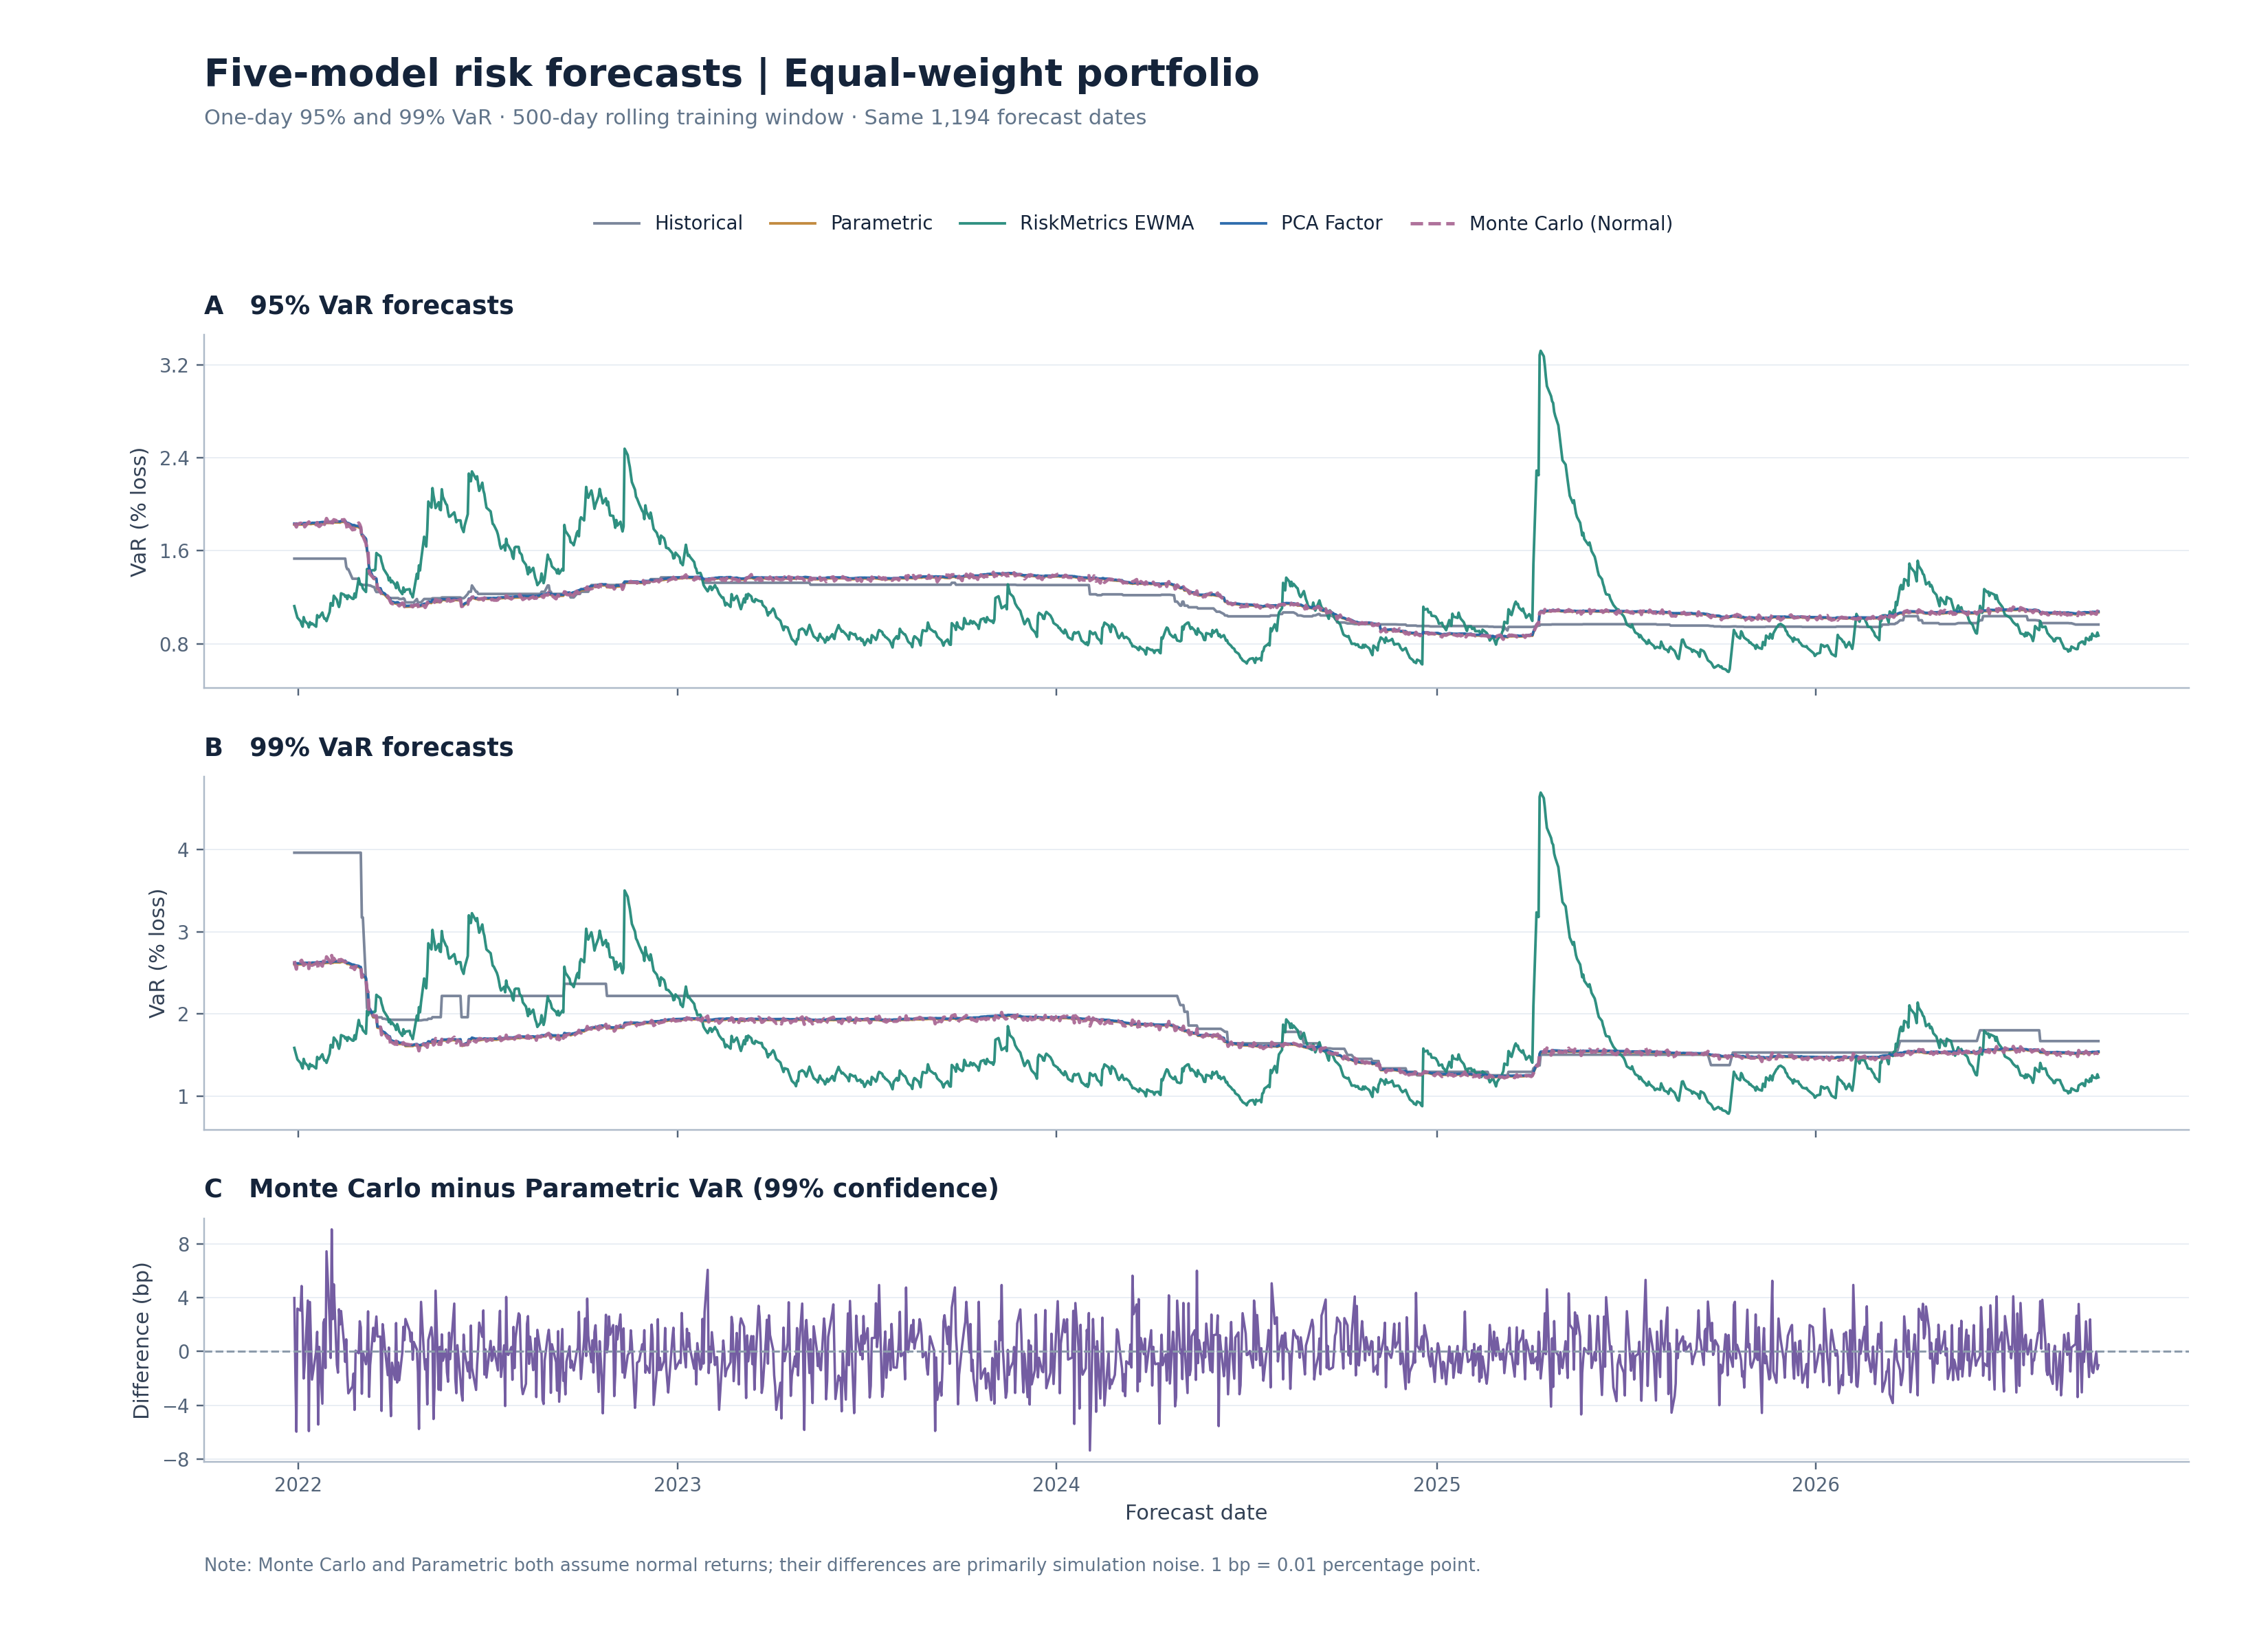 Five-model risk forecasts | Equal-weight portfolio
One-day 95% and 99% VaR · 500-day rolling training window · Same 1,194 forecast dates
Historical Parametric RiskMetrics EWMA PCA Factor Monte Carlo (Normal)
A 95% VaR forecasts
VaR (% loss)
3.2
2.4
1.6
0.8
B 99% VaR forecasts
VaR (% loss)
4
3
2
1
C Monte Carlo minus Parametric VaR (99% confidence)
Difference (bp)
8
4
0
−4
−8
2022 2023 2024 2025 2026
Forecast date
Note: Monte Carlo and Parametric both assume normal returns; their differences are primarily simulation noise. 1 bp = 0.01 percentage point.